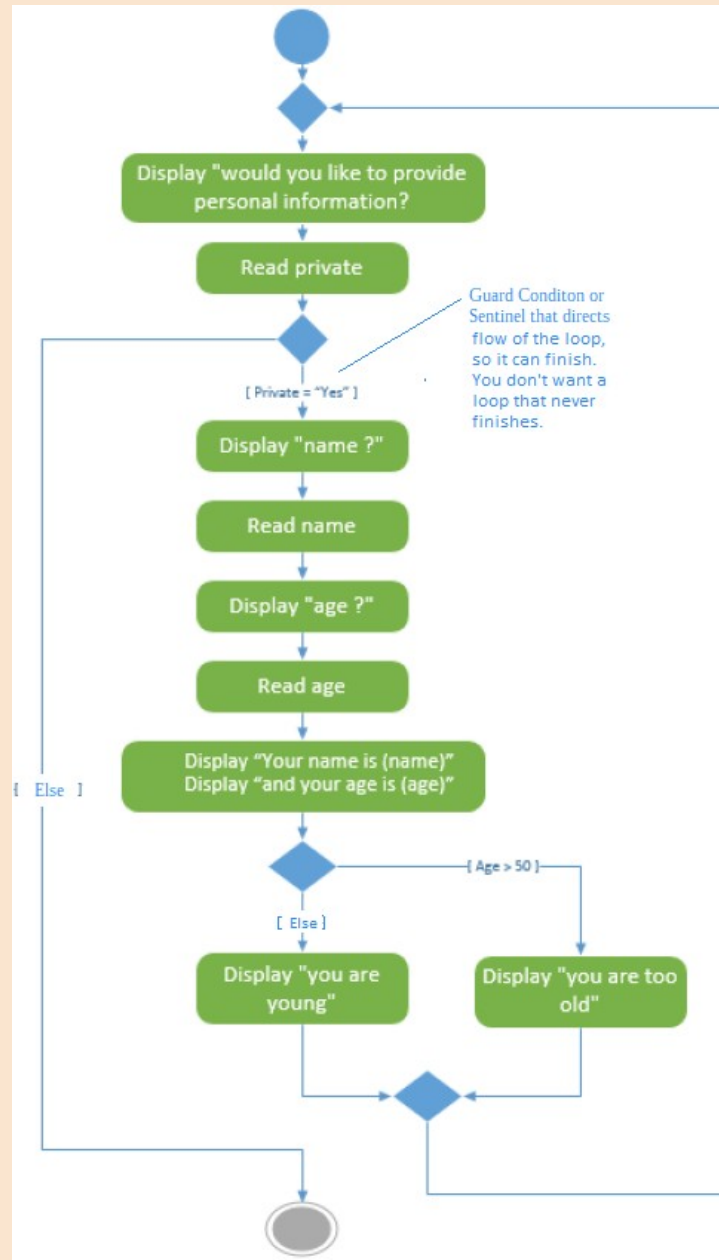 Display "would you like to provide
personal information?
Read private
Guard Conditon or
Sentinel that directs
flow of the loop,
so it can finish.
You don't want a
loop that never
finishes.
[ Private = “Yes” ]
Display "name ?"
Read name
Display "age ?"
Read age
Display “Your name is (name)”
Display “and your age is (age)”
[ Else ]
[ Age > 50 ]
[ Else ]
Display "you are
young"
Display "you are too
old"